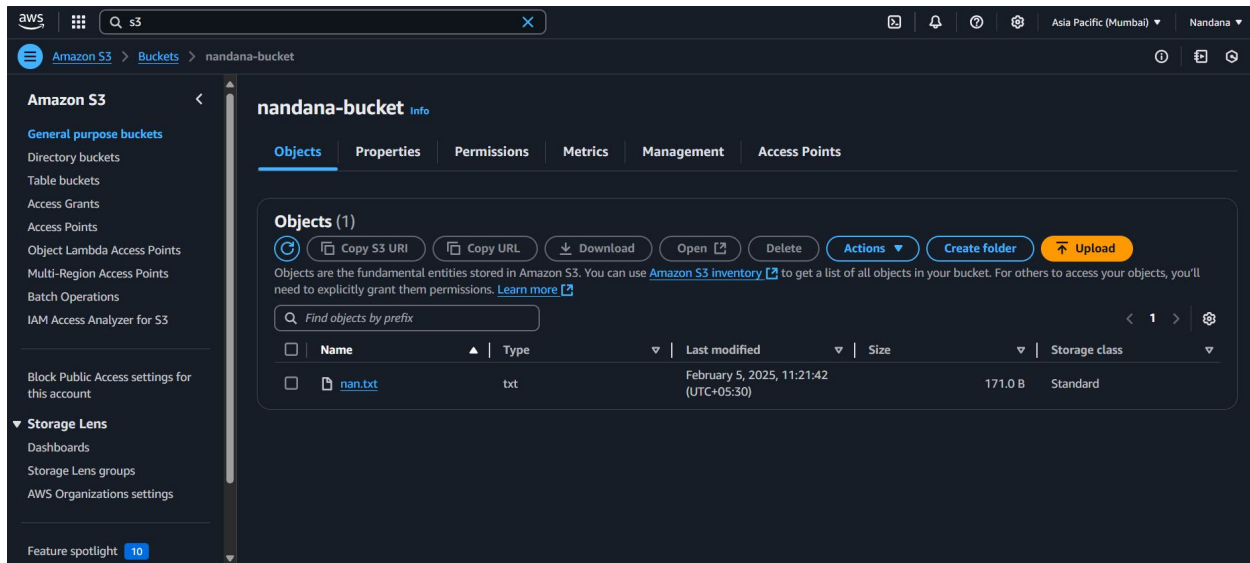 aws
s3
Asia Pacific (Mumbai)
Nandana
Amazon S3 > Buckets > nandana-bucket
Amazon S3
General purpose buckets
Directory buckets
Table buckets
Access Grants
Access Points
Object Lambda Access Points
Multi-Region Access Points
Batch Operations
IAM Access Analyzer for S3
Block Public Access settings for
this account
Storage Lens
Dashboards
Storage Lens groups
AWS Organizations settings
Feature spotlight 10
nandana-bucket Info
Objects Properties Permissions Metrics Management Access Points
Objects (1)
Copy S3 URI Copy URL Download Open Delete Actions Create folder Upload
Objects are the fundamental entities stored in Amazon S3. You can use Amazon S3 inventory to get a list of all objects in your bucket. For others to access your objects, you'll
need to explicitly grant them permissions. Learn more
Find objects by prefix
1
Name Type Last modified Size Storage class
nan.txt txt February 5, 2025, 11:21:42 171.0 B Standard
(UTC+05:30)